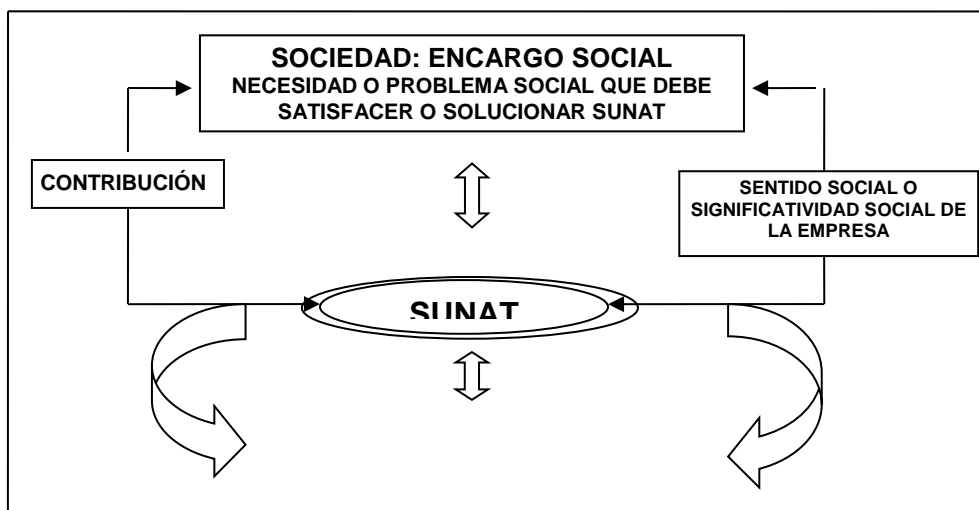 SOCIEDAD: ENCARGO SOCIAL
NECESIDAD O PROBLEMA SOCIAL QUE DEBE
SATISFACER O SOLUCIONAR SUNAT
CONTRIBUCIÓN
SENTIDO SOCIAL O
SIGNIFICATIVIDAD SOCIAL DE
LA EMPRESA
SUNAT